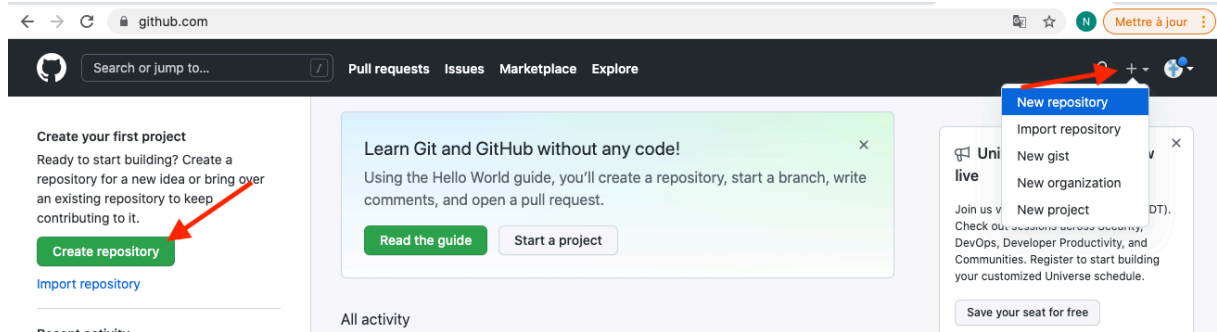 github.com
Mettre à jour
N
Search or jump to...
/
Pull requests Issues Marketplace Explore
Create your first project
Ready to start building? Create a
repository for a new idea or bring over
an existing repository to keep
contributing to it.
Create repository
Import repository
Learn Git and GitHub without any code!
Using the Hello World guide, you'll create a repository, start a branch, write
comments, and open a pull request.
Read the guide
Start a project
All activity
New repository
Import repository
New gist
New organization
New project
Uni
live
Join us v
DT).
Check out sessions across Security,
DevOps, Developer Productivity, and
Communities. Register to start building
your customized Universe schedule.
Save your seat for free
Recent activity